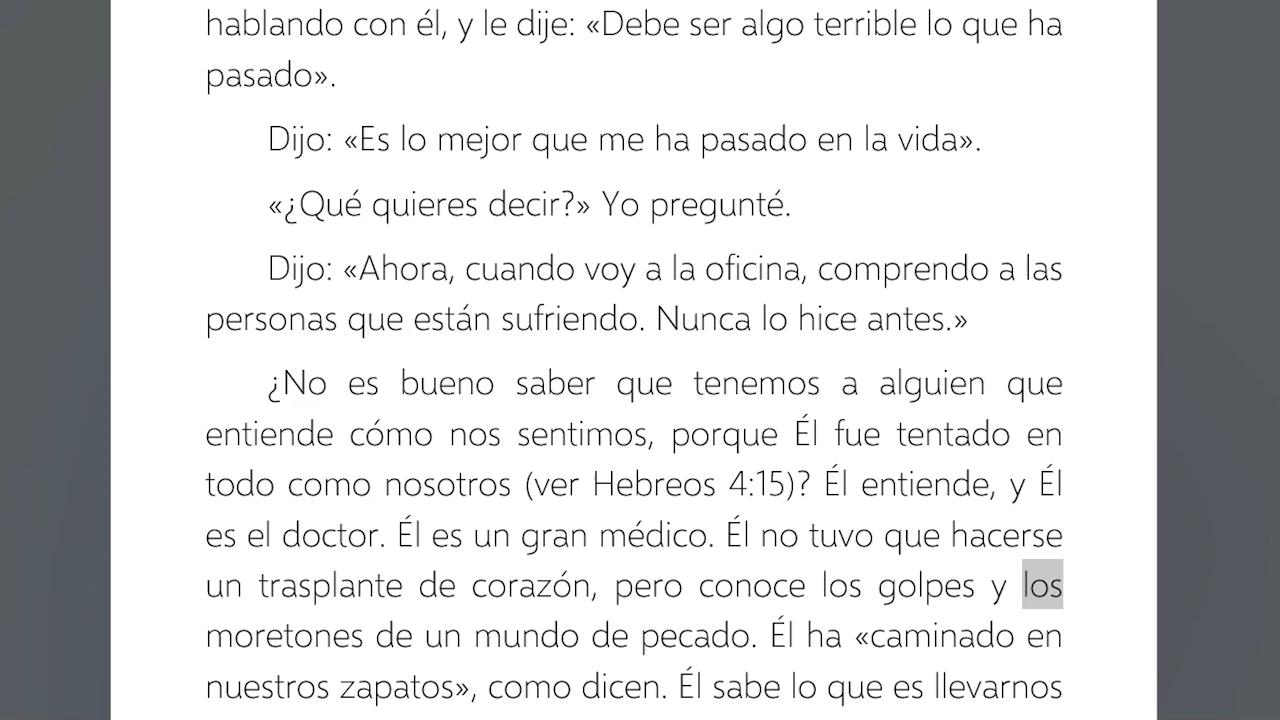 hablando con él, y le dije: «Debe ser algo terrible lo que ha
pasado».
Dijo: «Es lo mejor que me ha pasado en la vida».
«¿Qué quieres decir?» Yo pregunté.
Dijo: «Ahora, cuando voy a la oficina, comprendo a las
personas que están sufriendo. Nunca lo hice antes.»
¿No es bueno saber que tenemos a alguien que
entiende cómo nos sentimos, porque Él fue tentado en
todo como nosotros (ver Hebreos 4:15)? Él entiende, y Él
es el doctor. Él es un gran médico. Él no tuvo que hacerse
un trasplante de corazón, pero conoce los golpes y los
moretones de un mundo de pecado. Él ha «caminado en
nuestros zapatos», como dicen. Él sabe lo que es llevarnos